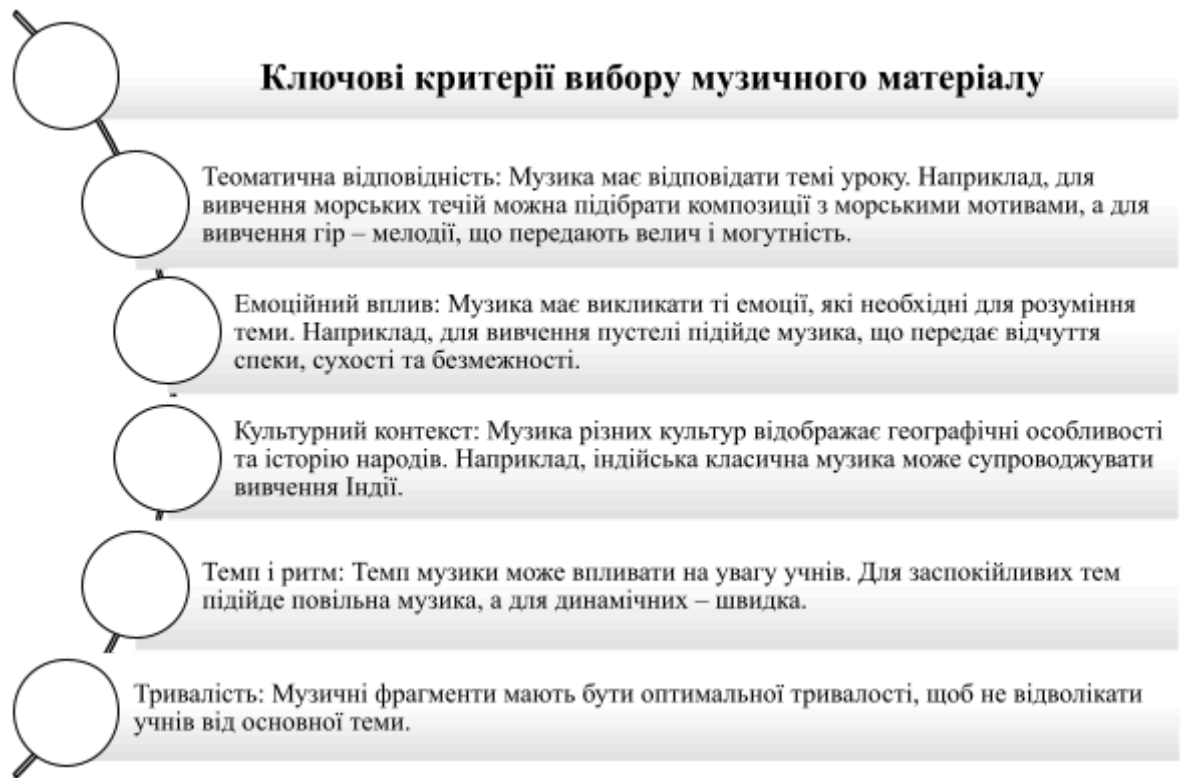 Ключові критерії вибору музичного матеріалу
Теоматична відповідність: Музика має відповідати темі уроку. Наприклад, для
вивчення морських течій можна підібрати композиції з морськими мотивами, а для
вивчення гір – мелодії, що передають велич і могутність.
Емоційний вплив: Музика має викликати ті емоції, які необхідні для розуміння
теми. Наприклад, для вивчення пустелі підійде музика, що передає відчуття
спеки, сухості та безмежності.
Культурний контекст: Музика різних культур відображає географічні особливості
та історію народів. Наприклад, індійська класична музика може супроводжувати
вивчення Індії.
Темп і ритм: Темп музики може впливати на увагу учнів. Для заспокійливих тем
підійде повільна музика, а для динамічних – швидка.
Тривалість: Музичні фрагменти мають бути оптимальної тривалості, щоб не відволікати
учнів від основної теми.